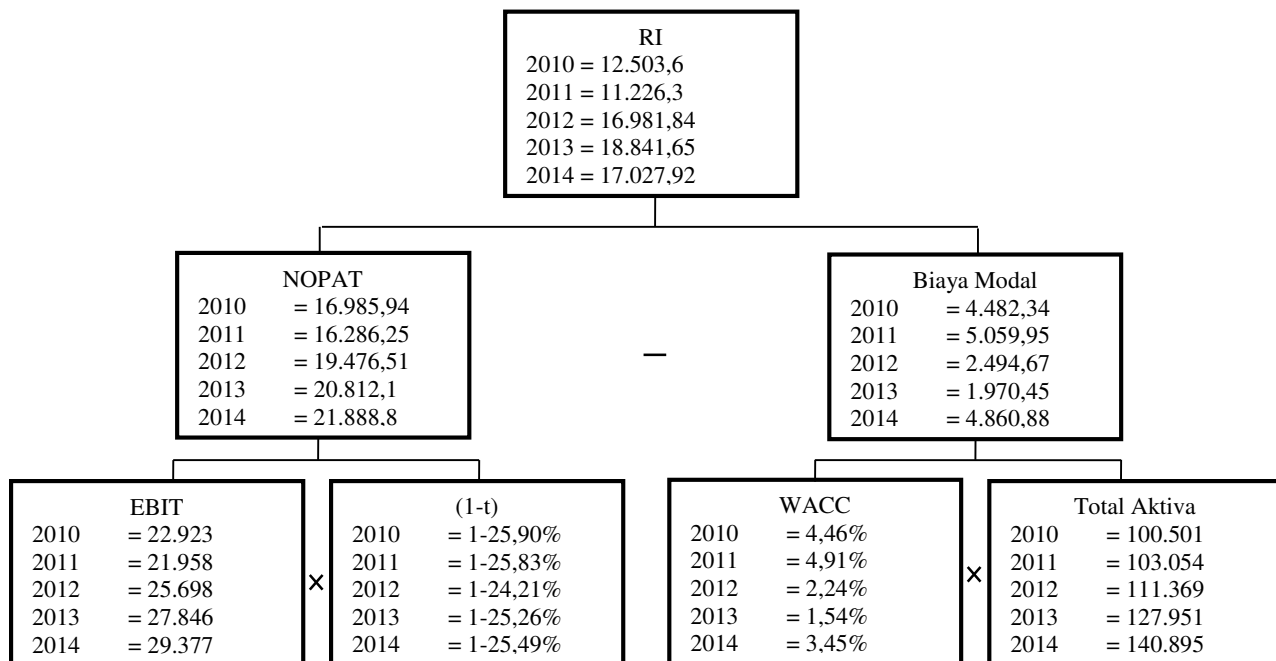 RI
2010 = 12.503,6
2011 = 11.226,3
2012 = 16.981,84
2013 = 18.841,65
2014 = 17.027,92
NOPAT
2010 = 16.985,94
2011 = 16.286,25
2012 = 19.476,51
2013 = 20.812,1
2014 = 21.888,8
–
Biaya Modal
2010 = 4.482,34
2011 = 5.059,95
2012 = 2.494,67
2013 = 1.970,45
2014 = 4.860,88
EBIT
2010 = 22.923
2011 = 21.958
2012 = 25.698
2013 = 27.846
2014 = 29.377
×
(1-t)
2010 = 1-25,90%
2011 = 1-25,83%
2012 = 1-24,21%
2013 = 1-25,26%
2014 = 1-25,49%
WACC
2010 = 4,46%
2011 = 4,91%
2012 = 2,24%
2013 = 1,54%
2014 = 3,45%
×
Total Aktiva
2010 = 100.501
2011 = 103.054
2012 = 111.369
2013 = 127.951
2014 = 140.895